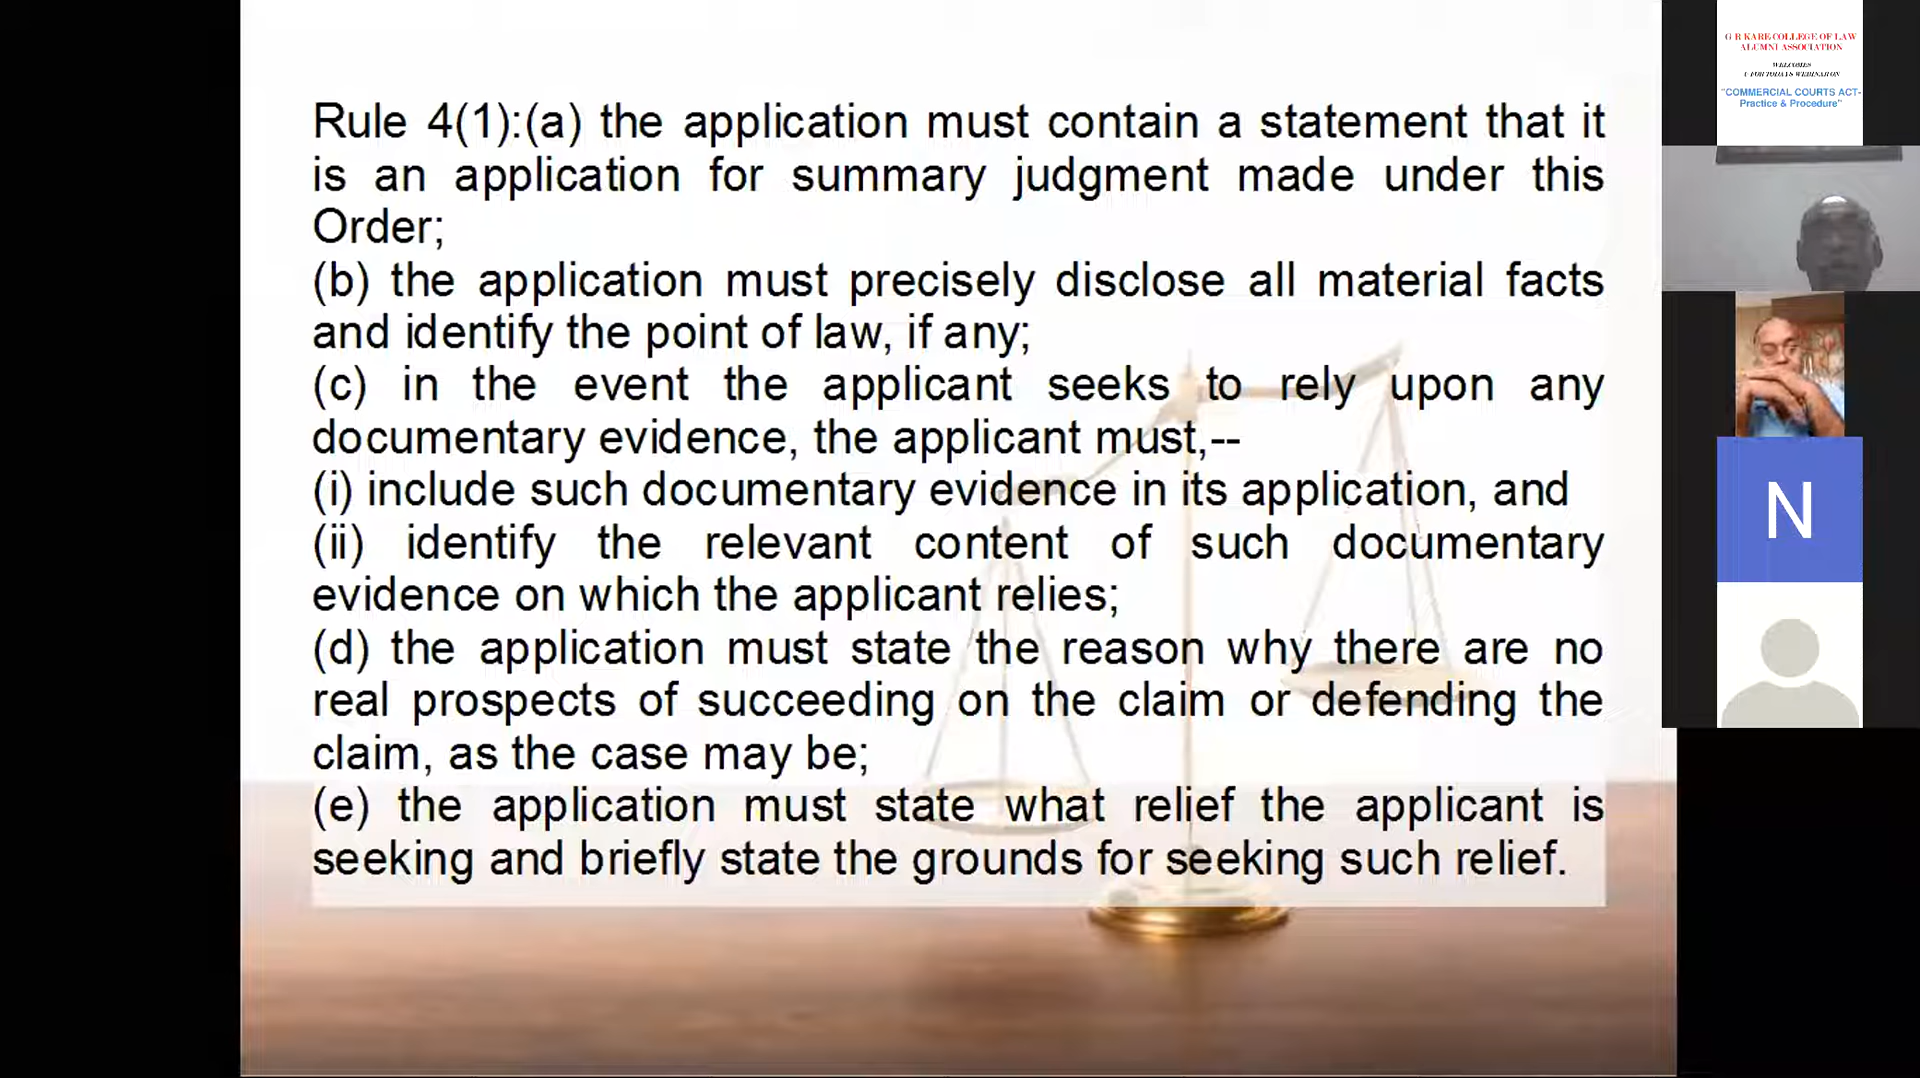 Rule 4(1):(a) the application must contain a statement that it
is an application for summary judgment made under this
Order;
(b) the application must precisely disclose all material facts
and identify the point of law, if any;
(c) in the event the applicant seeks to rely upon any
documentary evidence, the applicant must,--
(i) include such documentary evidence in its application, and
(ii) identify the relevant content of such documentary
evidence on which the applicant relies;
(d) the application must state the reason why there are no
real prospects of succeeding on the claim or defending the
claim, as the case may be;
(e) the application must state what relief the applicant is
seeking and briefly state the grounds for seeking such relief.
G R KARE COLLEGE OF LAW
ALUMNI ASSOCIATION
WELCOMES
U FOR TODAYS WEBINAR ON
"COMMERCIAL COURTS ACT-
Practice & Procedure"
N